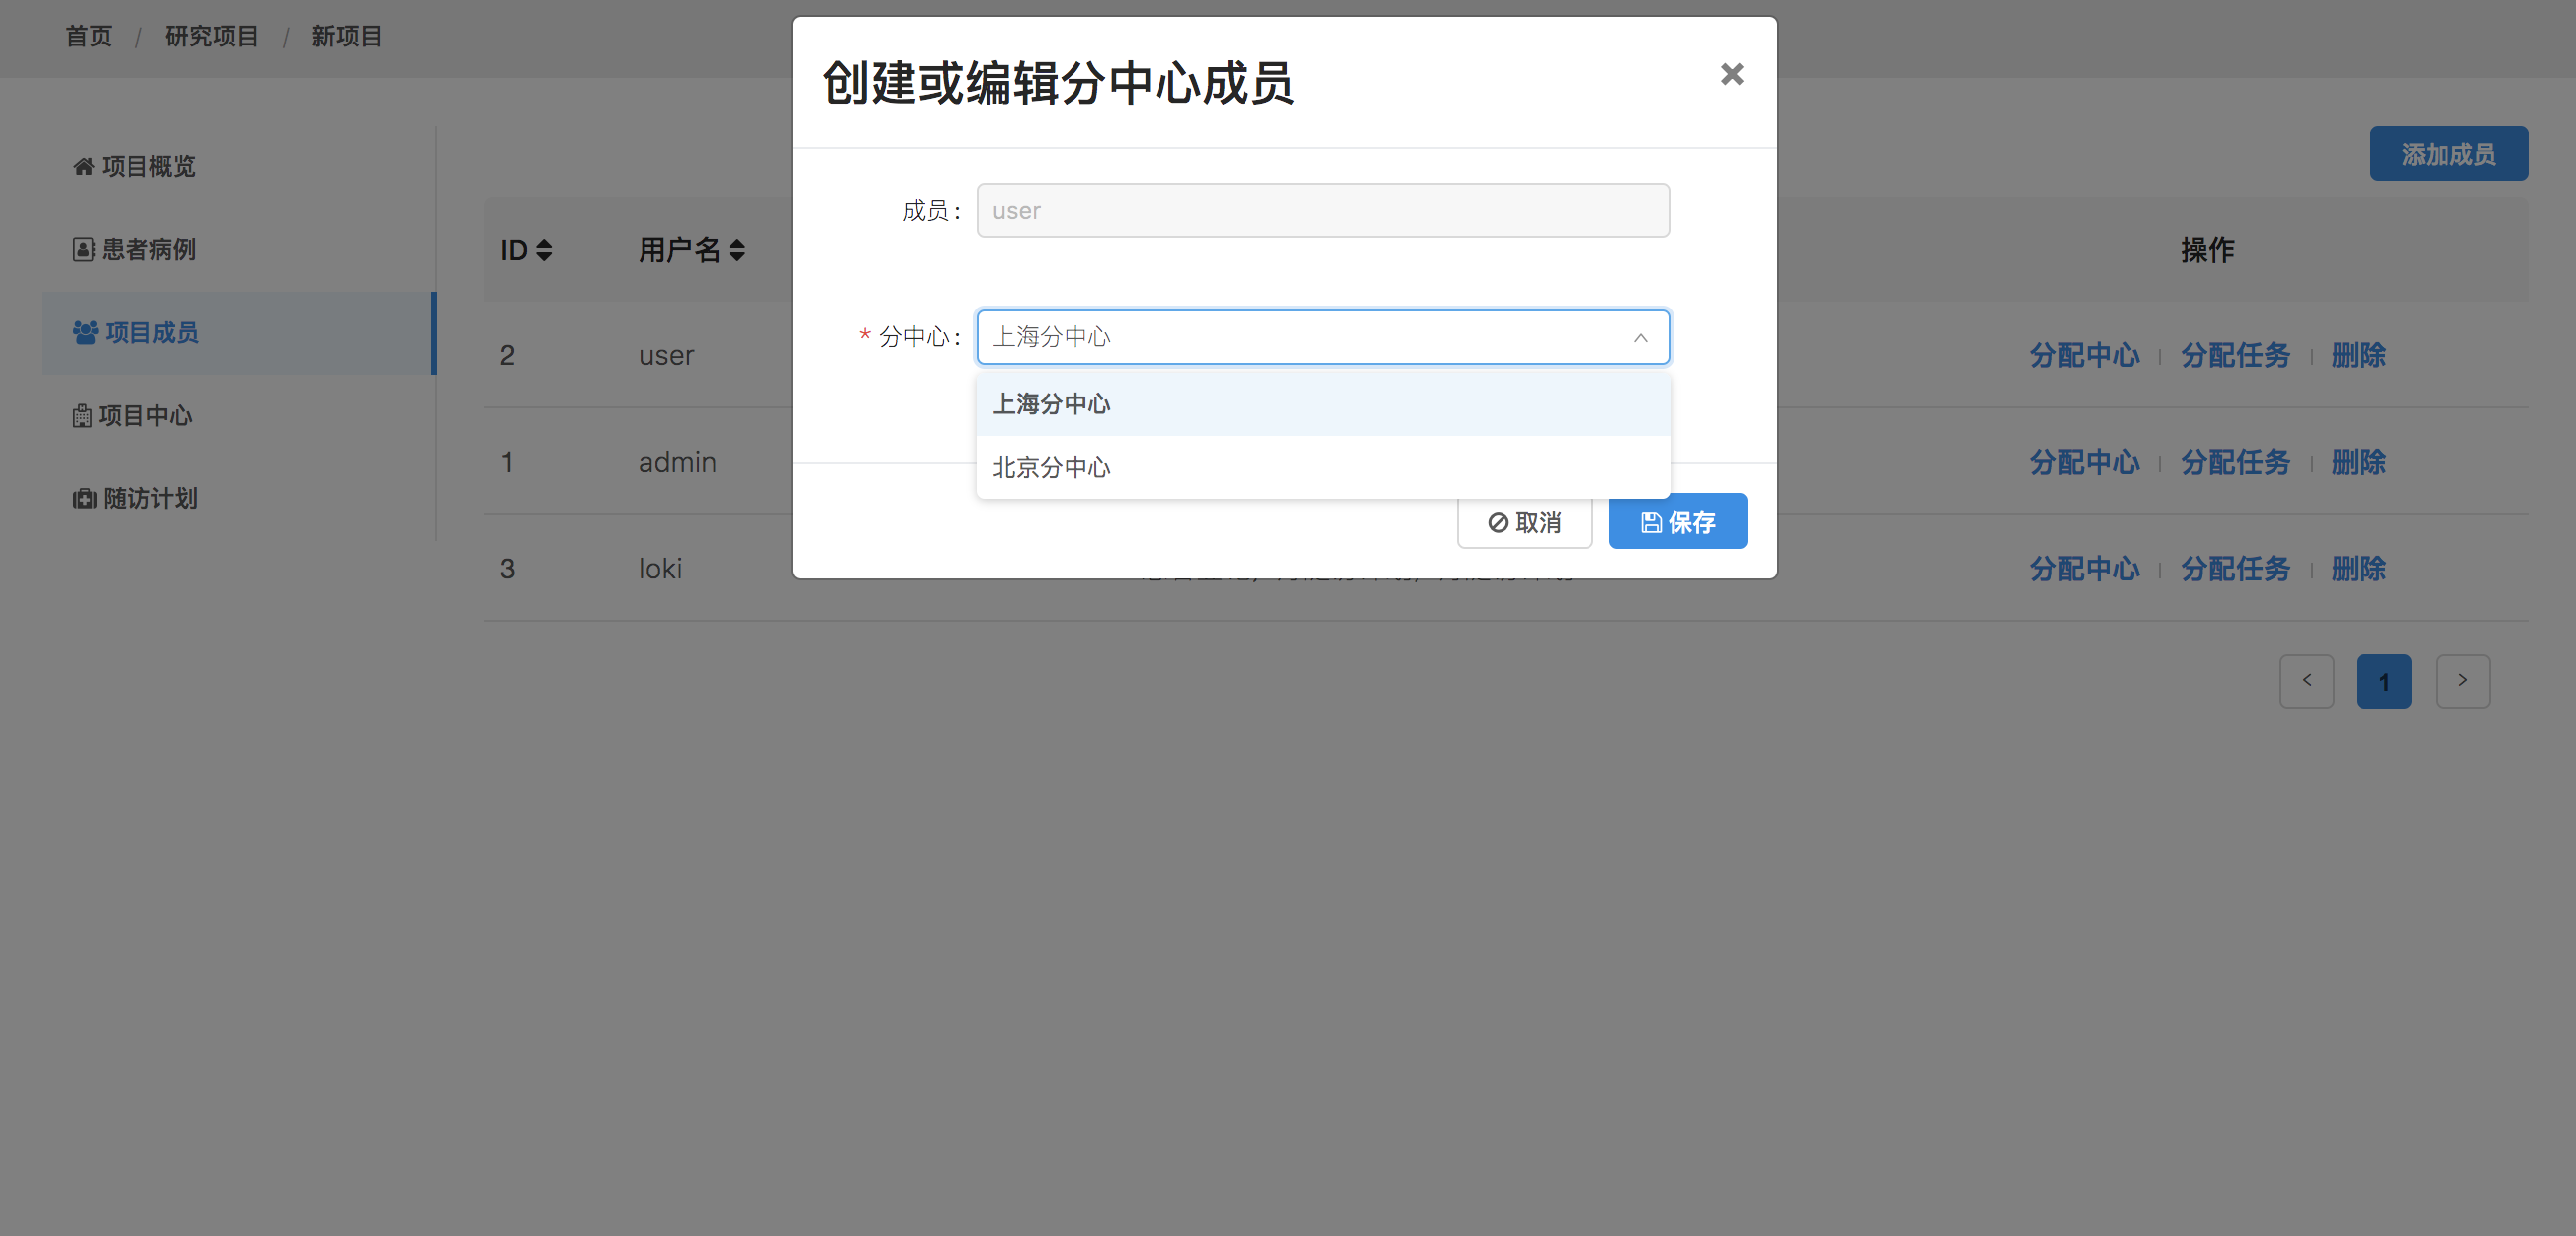 首页 / 研究项目 / 新项目
创建或编辑分中心成员
成员：
user
* 分中心：
上海分中心
上海分中心
北京分中心
取消
保存
项目概览
患者病例
项目成员
项目中心
随访计划
添加成员
ID 用户名 操作
2 user 分配中心 分配任务 删除
1 admin 分配中心 分配任务 删除
3 loki 分配中心 分配任务 删除
< 1 >